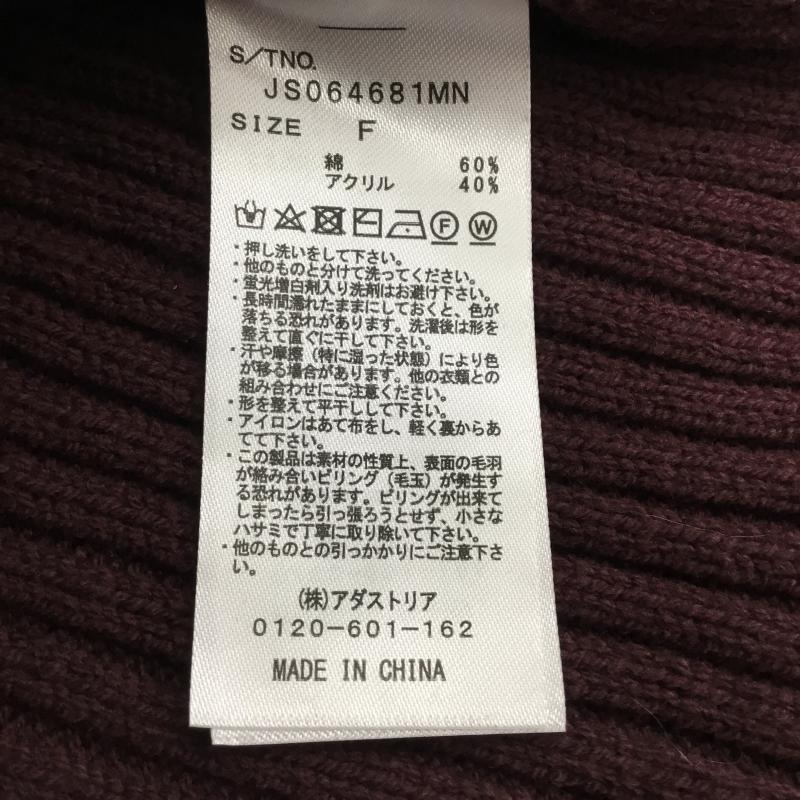 S/TNO.
JS064681MN
SIZE F
綿 60%
アクリル 40%
F W
・押し洗いをして下さい。
・他のものと分けて洗ってください。
・蛍光増白剤入り洗剤はお避け下さい。
・長時間濡れたままにしておくと、色が
落ちる恐れがあります。洗濯後は形を
整えて直ぐに干して下さい。
・汗や摩擦（特に湿った状態）により色
が移る場合があります。他の衣類との
組み合わせにご注意ください。
・形を整えて平干しして下さい。
・アイロンはあて布をし、軽く裏からあ
てて下さい。
・この製品は素材の性質上、表面の毛羽
が絡み合いピリング（毛玉）が発生す
る恐れがあります。ピリングが出来て
しまったら引っ張ろうとせず、小さな
ハサミで丁寧に取り除いて下さい。
・他のものとの引っかかりにご注意下さ
い。
(株)アダストリア
0120-601-162
MADE IN CHINA